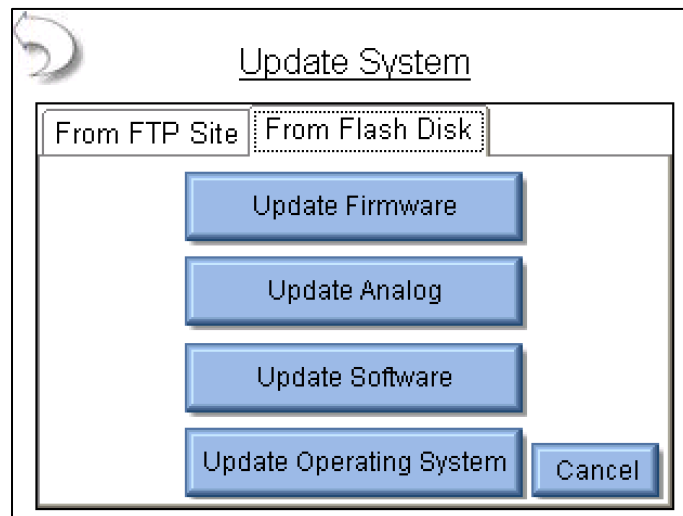 Update System
From FTP Site
From Flash Disk
Update Firmware
Update Analog
Update Software
Update Operating System
Cancel